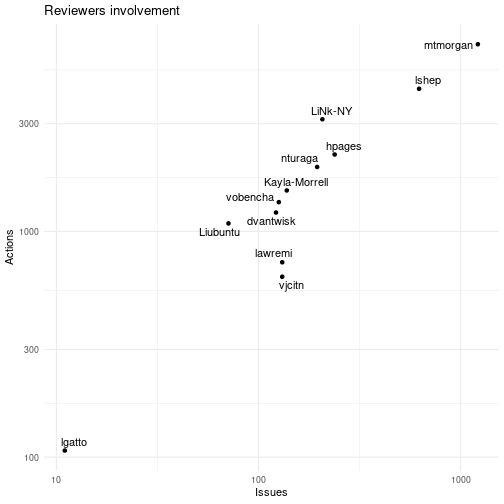 Reviewers involvement
mtmorgan
lshep
LiNk-NY
3000
hpages
nturaga
Kayla-Morrell
vobencha
dvantwisk
Liubuntu
1000
Actions
lawremi
vjcitn
300
lgatto
100
10
100
1000
Issues